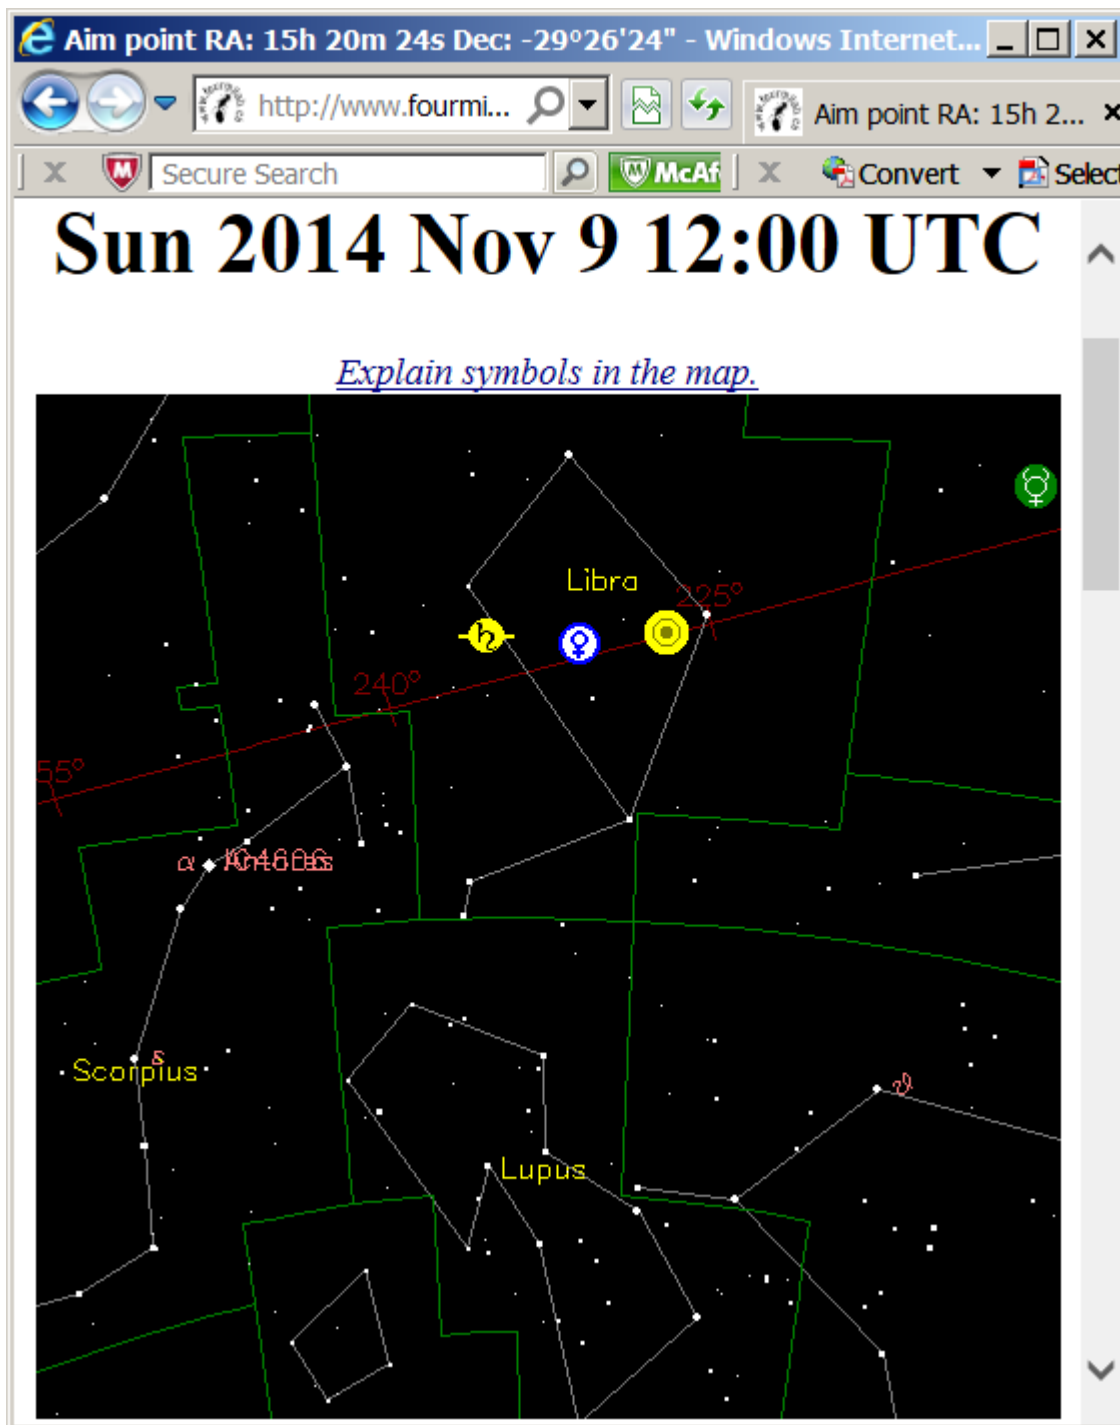 Aim point RA: 15h 20m 24s Dec: -29°26'24" - Windows Internet...
http://www.fourmi...
Aim point RA: 15h 2...
Secure Search
McAf
Convert
Select
Sun 2014 Nov 9 12:00 UTC
Explain symbols in the map.
Libra
225°
240°
55°
α
Scorpius
Lupus
ϑ